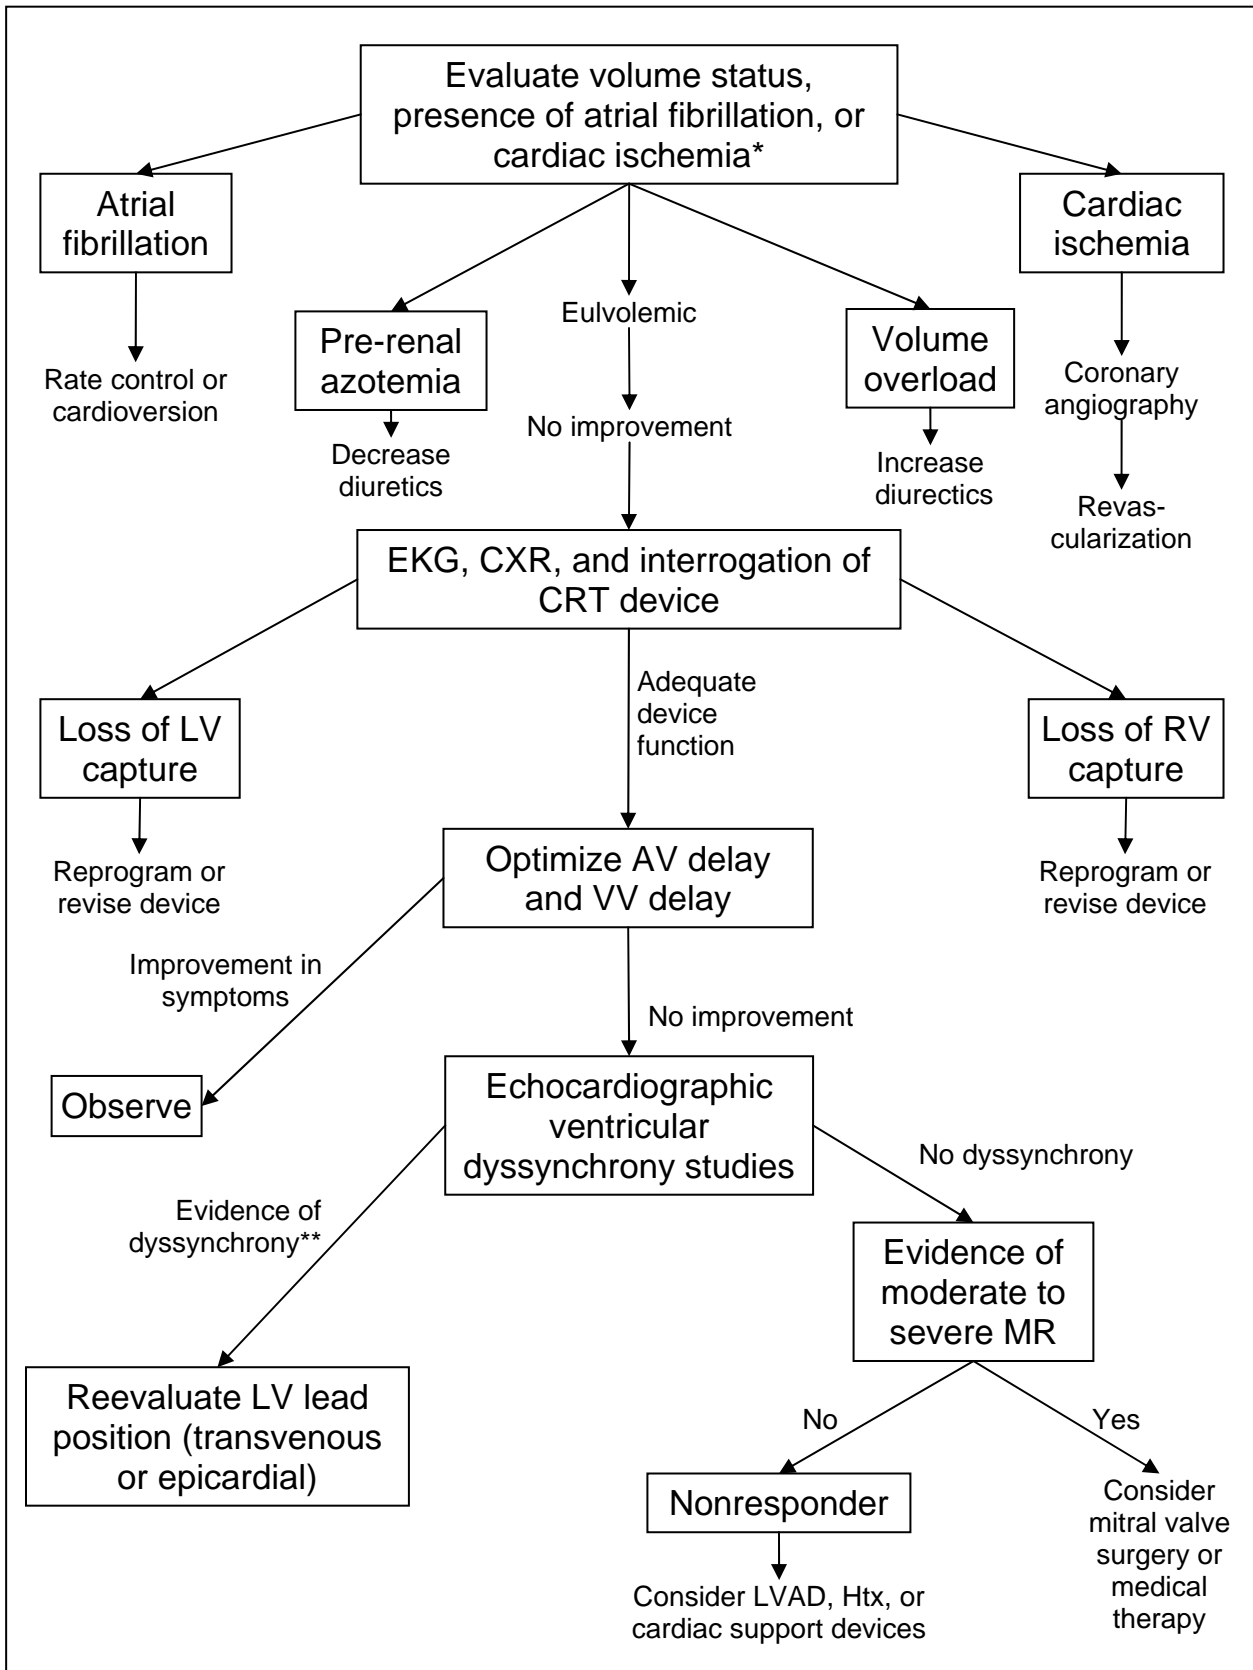 Evaluate volume status,
presence of atrial fibrillation, or
cardiac ischemia*
Atrial
fibrillation
Cardiac
ischemia
Pre-renal
azotemia
Eulvolemic
Volume
overload
Rate control or
cardioversion
Coronary
angiography
No improvement
Decrease
diuretics
Increase
diurectics
Revas-
cularization
EKG, CXR, and interrogation of
CRT device
Loss of LV
capture
Adequate
device
function
Loss of RV
capture
Reprogram or
revise device
Optimize AV delay
and VV delay
Reprogram or
revise device
Improvement in
symptoms
No improvement
Observe
Echocardiographic
ventricular
dyssynchrony studies
No dyssynchrony
Evidence of
dyssynchrony**
Evidence of
moderate to
severe MR
Reevaluate LV lead
position (transvenous
or epicardial)
No
Yes
Nonresponder
Consider
mitral valve
surgery or
medical
therapy
Consider LVAD, Htx, or
cardiac support devices